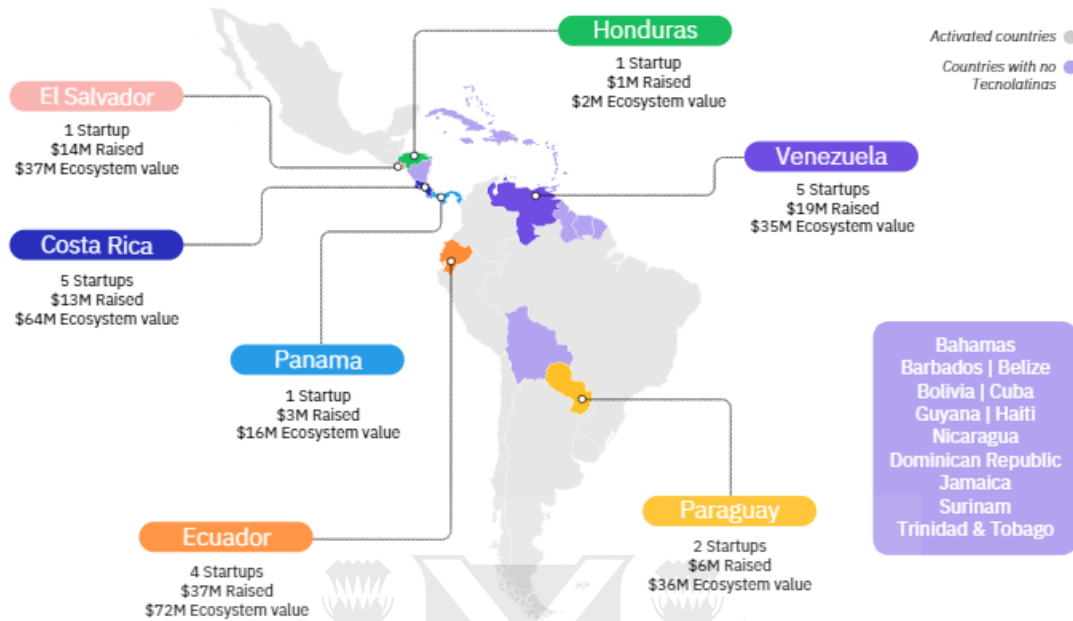 Honduras
1 Startup
$1M Raised
$2M Ecosystem value
Activated countries
Countries with no
Tecnolatinas
El Salvador
1 Startup
$14M Raised
$37M Ecosystem value
Venezuela
5 Startups
$19M Raised
$35M Ecosystem value
Costa Rica
5 Startups
$13M Raised
$64M Ecosystem value
Panama
1 Startup
$3M Raised
$16M Ecosystem value
Bahamas
Barbados | Belize
Bolivia | Cuba
Guyana | Haiti
Nicaragua
Dominican Republic
Jamaica
Surinam
Trinidad & Tobago
Paraguay
2 Startups
$6M Raised
$36M Ecosystem value
Ecuador
4 Startups
$37M Raised
$72M Ecosystem value